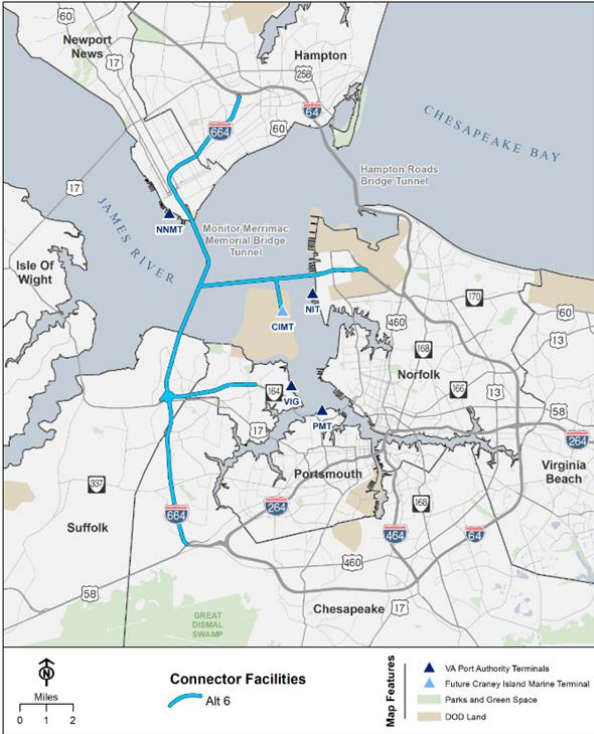 60
Newport
News
17
Hampton
258
64
60
664
CHESAPEAKE BAY
Hampton Roads
Bridge Tunnel
17
JAMES RIVER
NNMT
Monitor Merrimac
Memorial Bridge
Tunnel
Isle Of
Wight
NIT
CIMT
460
170
60
13
168
Norfolk
166
13
164
VIG
17
PMT
58
264
Virginia
Beach
Portsmouth
337
Suffolk
664
264
168
464
64
460
58
Chesapeake
17
GREAT
DISMAL
SWAMP
N
Miles
0 1 2
Connector Facilities
Alt 6
Map Features
VA Port Authority Terminals
Future Craney Island Marine Terminal
Parks and Green Space
DOD Land